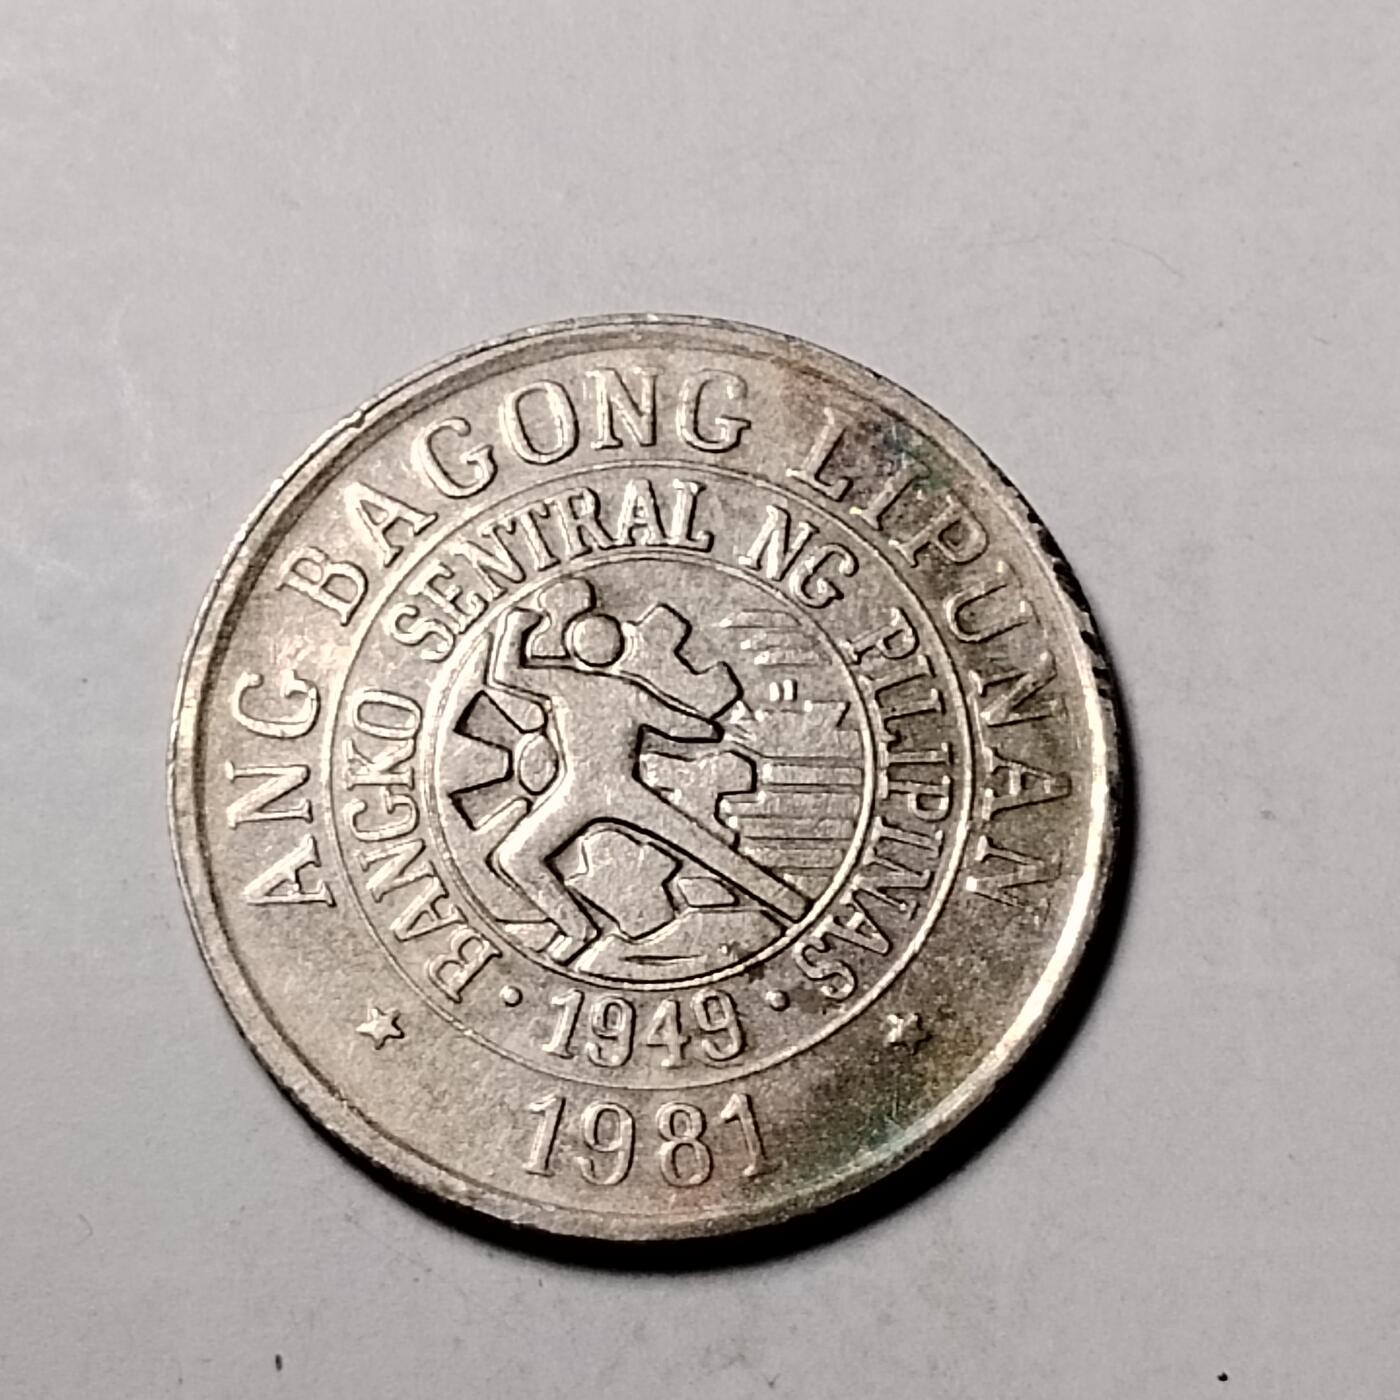 ANG BAGONG LIPUNAN
BANGKO SENTRAL NG PILIPINAS
· 1949 ·
1981